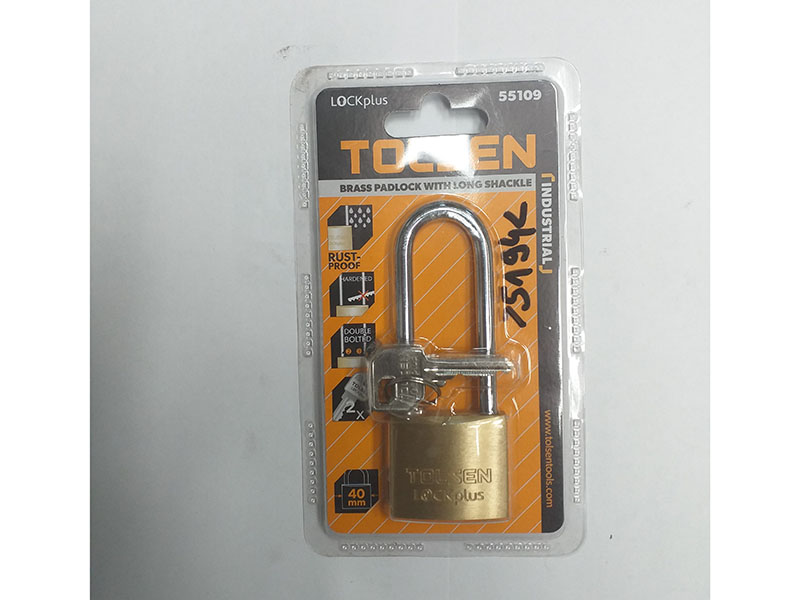 LOCKplus
55109
TOLSEN
BRASS PADLOCK WITH LONG SHACKLE
INDUSTRIAL
RUST-
PROOF
HARDENED
DOUBLE
BOLTED
2x
40
mm
TOLSEN
LOCKplus
www.tolsentools.com